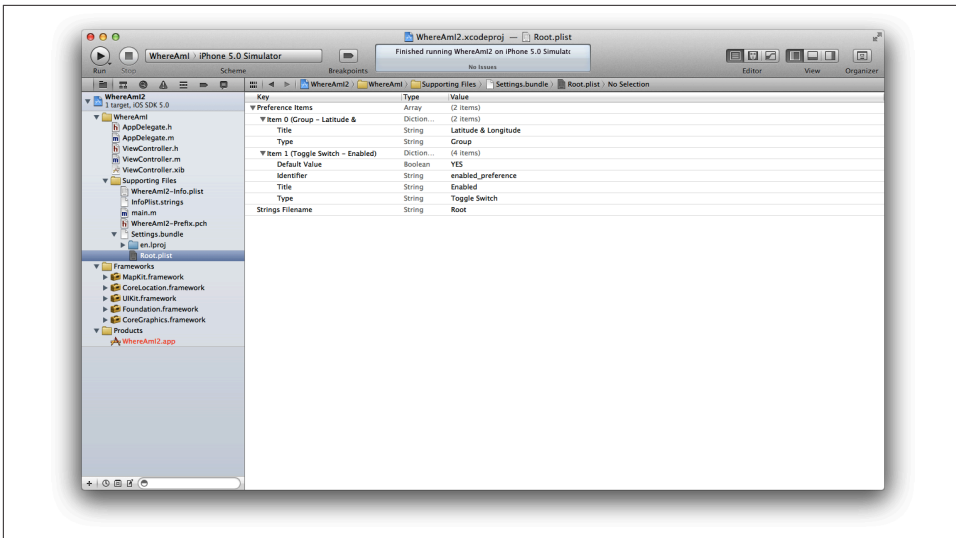 WhereAmI2.xcodeproj — Root.plist
WhereAmI iPhone 5.0 Simulator
Finished running WhereAmI2 on iPhone 5.0 Simulatc
No Issues
Run Stop Scheme Breakpoints Editor View Organizer
WhereAmI2 WhereAmI Supporting Files Settings.bundle Root.plist No Selection
WhereAmI2
1 target, iOS SDK 5.0
WhereAmI
AppDelegate.h
AppDelegate.m
ViewController.h
ViewController.m
ViewController.xib
Supporting Files
WhereAmI2-Info.plist
InfoPlist.strings
main.m
WhereAmI2-Prefix.pch
Settings.bundle
en.lproj
Root.plist
Frameworks
MapKit.framework
CoreLocation.framework
UIKit.framework
Foundation.framework
CoreGraphics.framework
Products
WhereAmI2.app
Key Type Value
Preference Items Array (2 items)
Item 0 (Group – Latitude & Diction... (2 items)
Title String Latitude & Longitude
Type String Group
Item 1 (Toggle Switch – Enabled) Diction... (4 items)
Default Value Boolean YES
Identifier String enabled_preference
Title String Enabled
Type String Toggle Switch
Strings Filename String Root